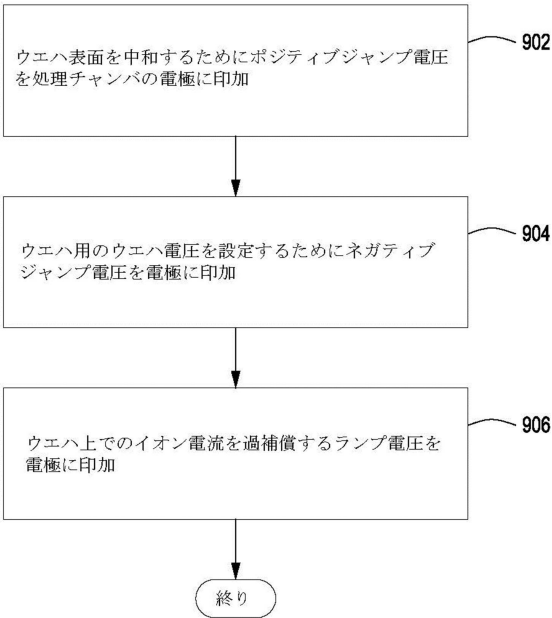 ウエハ表面を中和するためにポジティブジャンプ電圧
を処理チャンバの電極に印加
902
ウエハ用のウエハ電圧を設定するためにネガティブ
ジャンプ電圧を電極に印加
904
ウエハ上でのイオン電流を過補償するランプ電圧を
電極に印加
906
終り